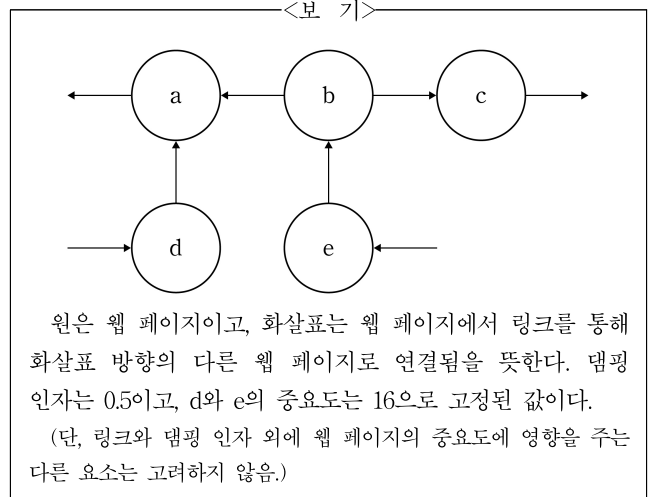 <보 기>
a b c
d e
원은 웹 페이지이고, 화살표는 웹 페이지에서 링크를 통해
화살표 방향의 다른 웹 페이지로 연결됨을 뜻한다. 댐핑
인자는 0.5이고, d와 e의 중요도는 16으로 고정된 값이다.
(단, 링크와 댐핑 인자 외에 웹 페이지의 중요도에 영향을 주는
다른 요소는 고려하지 않음.)